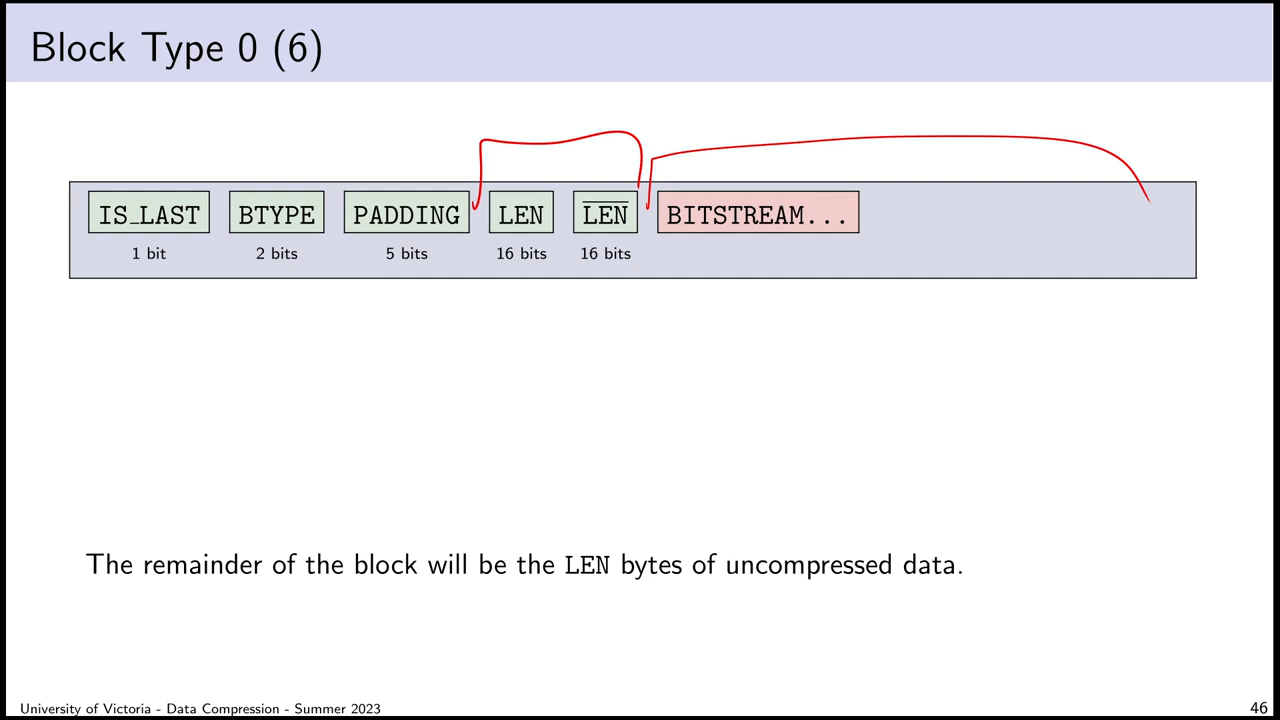 Block Type 0 (6)
IS_LAST BTYPE PADDING LEN L̅E̅N̅ BITSTREAM...
1 bit 2 bits 5 bits 16 bits 16 bits
The remainder of the block will be the LEN bytes of uncompressed data.
University of Victoria - Data Compression - Summer 2023 46